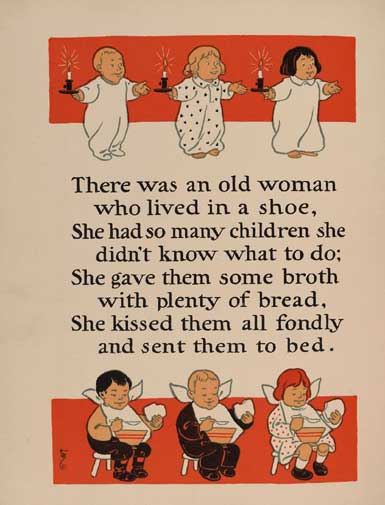 There was an old woman
who lived in a shoe,
She had so many children she
didn't know what to do;
She gave them some broth
with plenty of bread,
She kissed them all fondly
and sent them to bed.